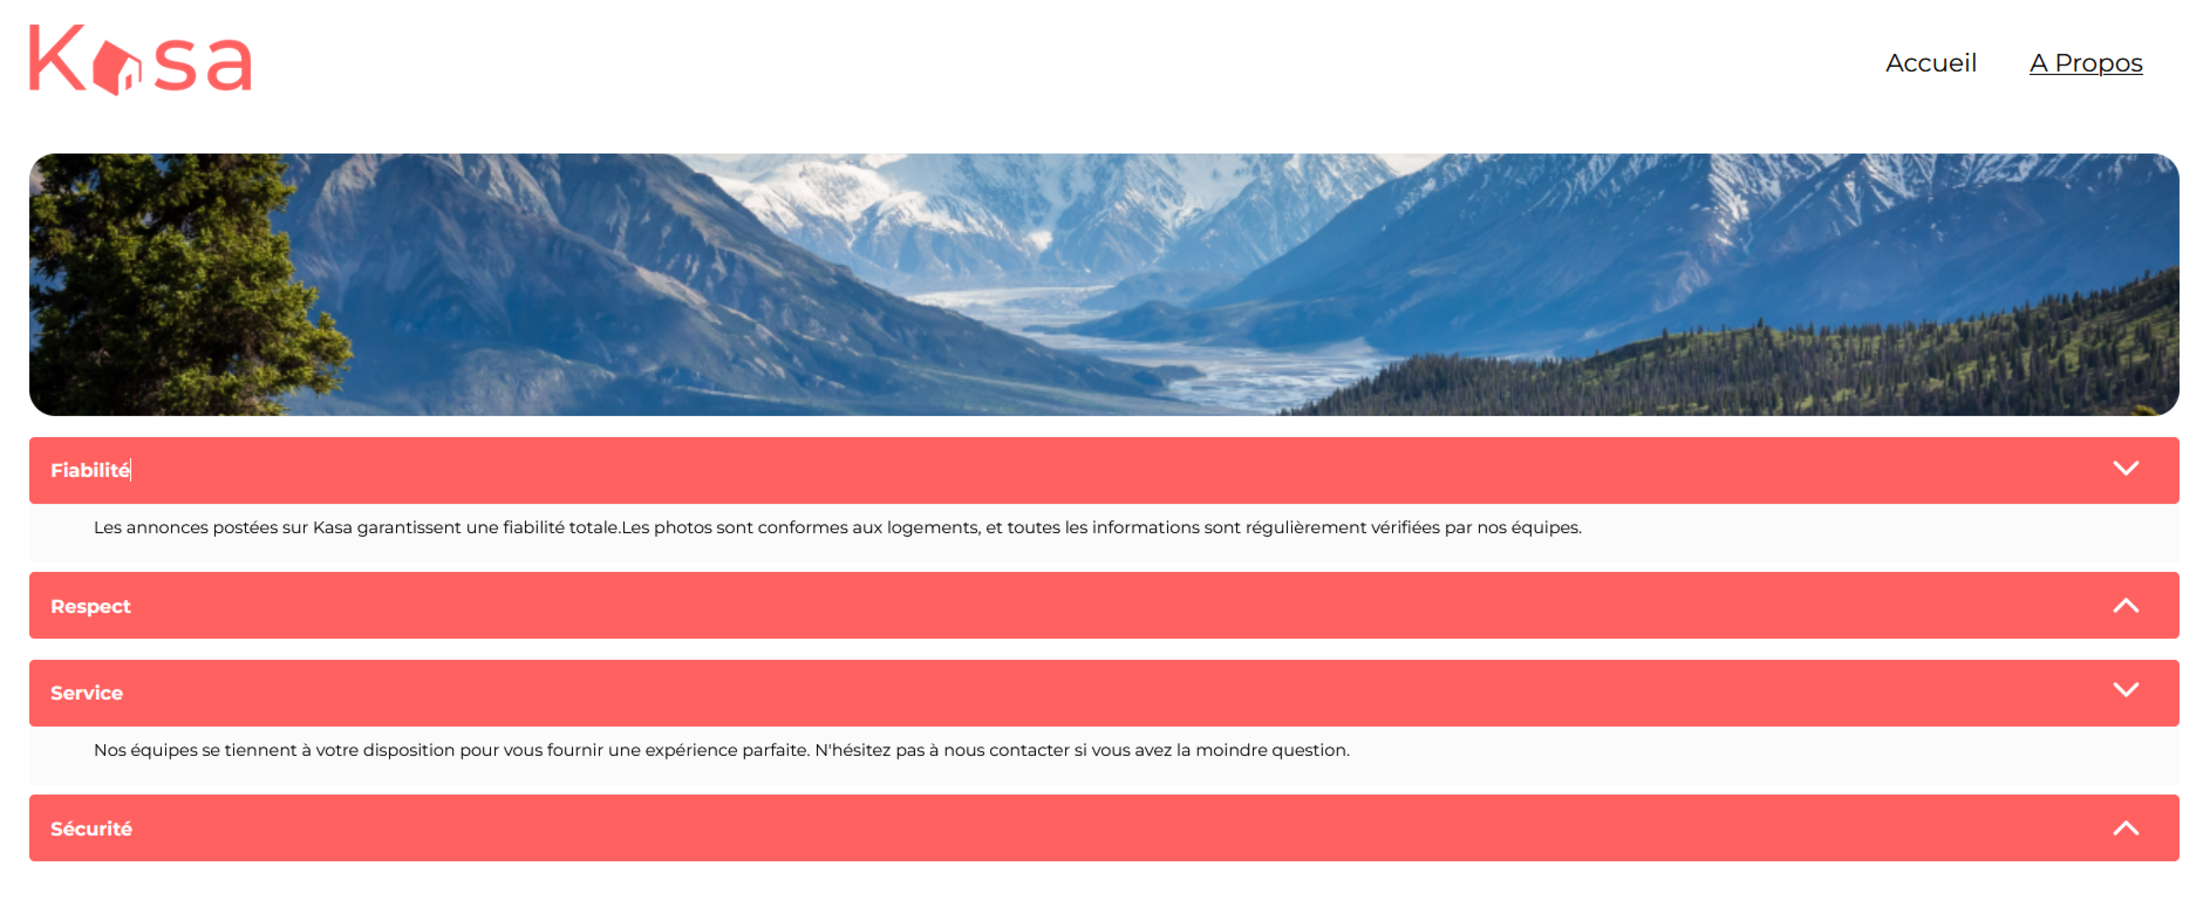 Kasa
Accueil A Propos
Fiabilité
Les annonces postées sur Kasa garantissent une fiabilité totale.Les photos sont conformes aux logements, et toutes les informations sont régulièrement vérifiées par nos équipes.
Respect
Service
Nos équipes se tiennent à votre disposition pour vous fournir une expérience parfaite. N'hésitez pas à nous contacter si vous avez la moindre question.
Sécurité